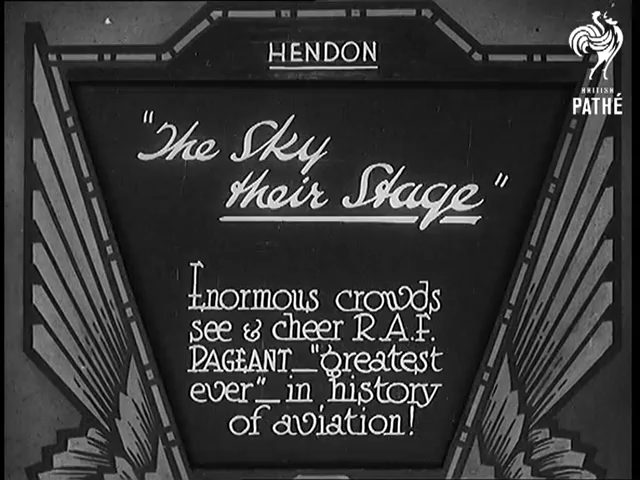 HENDON
BRITISH
PATHÉ
"The Sky
their Stage"
Enormous crowds
see & cheer R.A.F.
PAGEANT _ "greatest
ever" _ in history
of aviation!